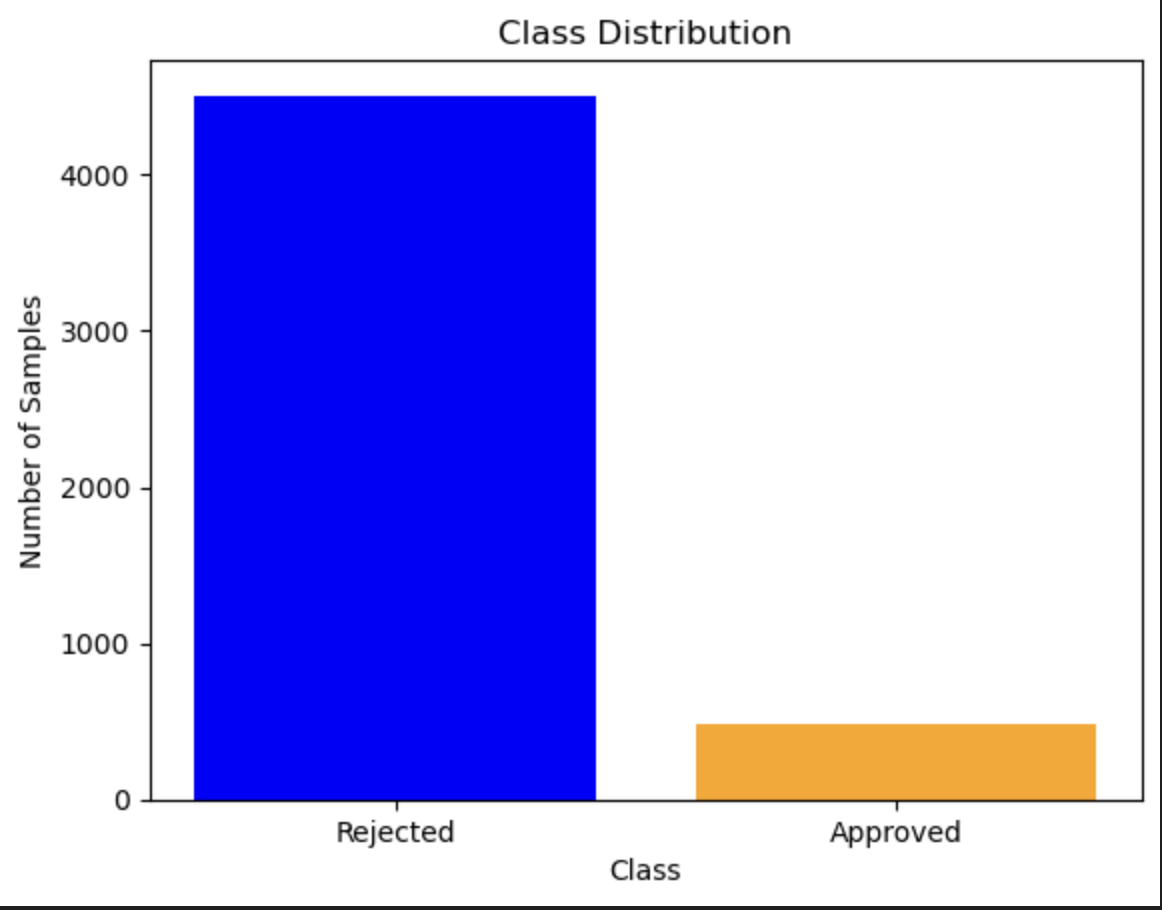 Class Distribution
Number of Samples
4000
3000
2000
1000
0
Rejected
Approved
Class